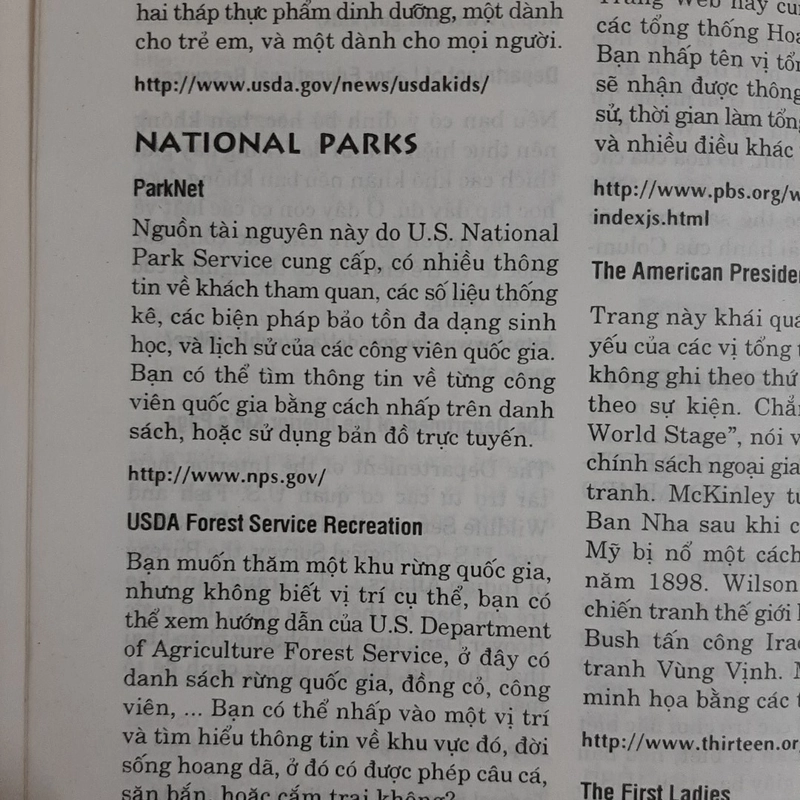 hai tháp thực phẩm dinh dưỡng, một dành
cho trẻ em, và một dành cho mọi người.
http://www.usda.gov/news/usdakids/
NATIONAL PARKS
ParkNet
Nguồn tài nguyên này do U.S. National
Park Service cung cấp, có nhiều thông
tin về khách tham quan, các số liệu thống
kê, các biện pháp bảo tồn đa dạng sinh
học, và lịch sử của các công viên quốc gia.
Bạn có thể tìm thông tin về từng công
viên quốc gia bằng cách nhấp trên danh
sách, hoặc sử dụng bản đồ trực tuyến.
http://www.nps.gov/
USDA Forest Service Recreation
Bạn muốn thăm một khu rừng quốc gia,
nhưng không biết vị trí cụ thể, bạn có
thể xem hướng dẫn của U.S. Department
of Agriculture Forest Service, ở đây có
danh sách rừng quốc gia, đồng cỏ, công
viên, ... Bạn có thể nhấp vào một vị trí
và tìm hiểu thông tin về khu vực đó, đời
sống hoang dã, ở đó có được phép câu cá,
săn bắn, hoặc cắm trại không?
Trang Web này
các tổng thống
Bạn nhấp tên vị
sẽ nhận được thông
sử, thời gian làm
và nhiều điều khác
http://www.pbs.org/w
indexjs.html
The American
Trang này khái
yếu của các vị tổng
không ghi theo thứ
theo sự kiện.
World Stage", nói
chính sách ngoại
tranh. McKinley
Ban Nha sau khi
Mỹ bị nổ một cách
năm 1898. Wilson
chiến tranh thế giới
Bush tấn công
tranh Vùng Vịnh.
minh họa bằng các
http://www.thirteen.or
The First Ladies